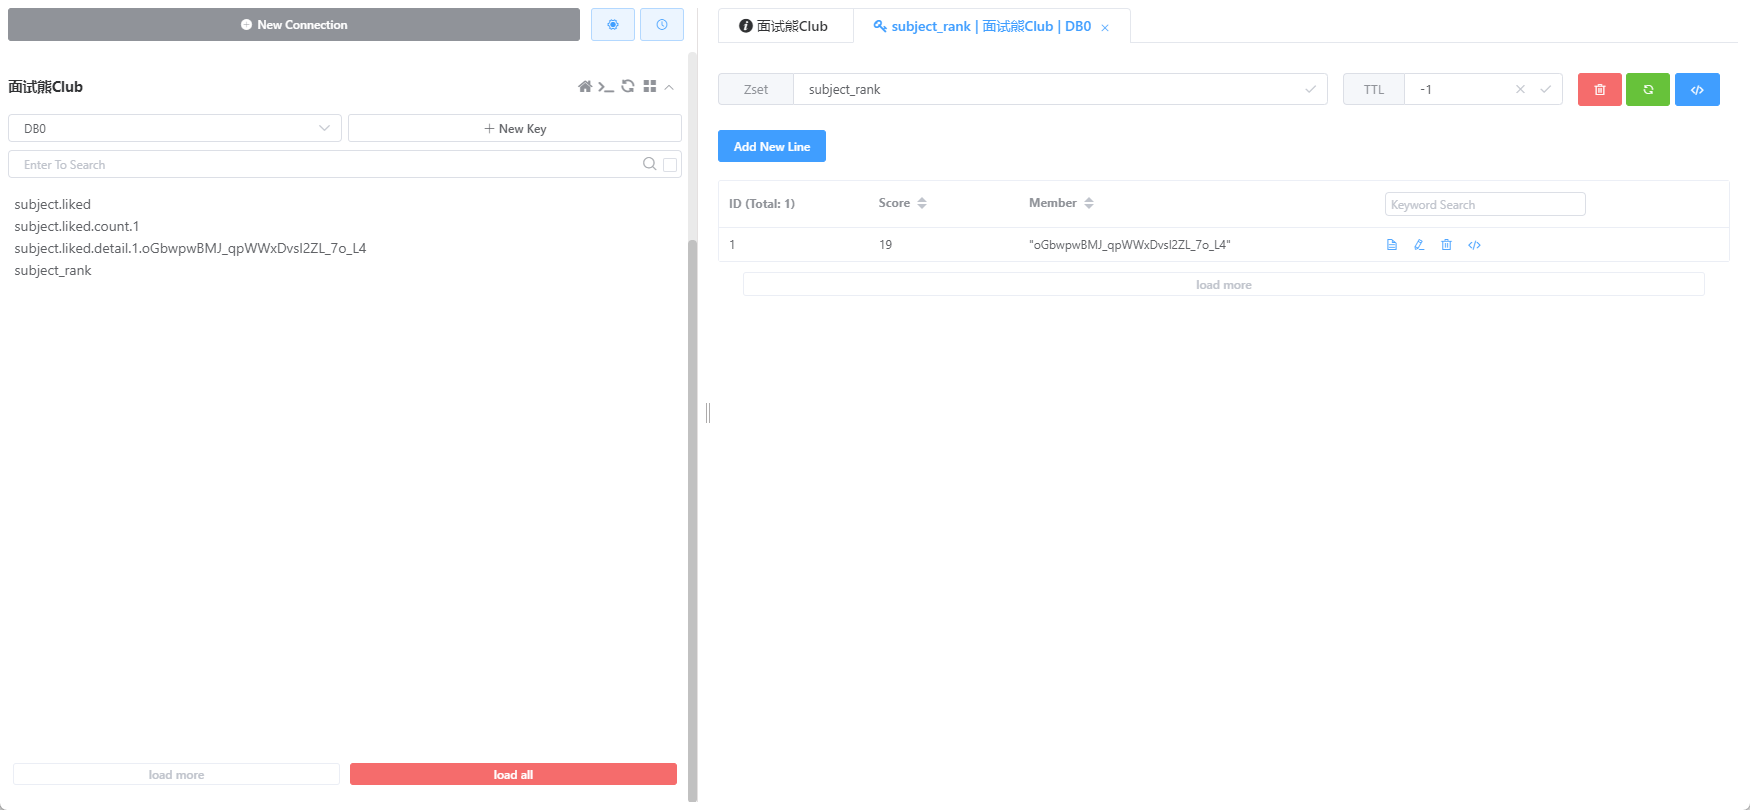 New Connection
面试熊Club
DB0
New Key
Enter To Search
subject.liked
subject.liked.count.1
subject.liked.detail.1.oGbwpwBMJ_qpWWxDvsl2ZL_7o_L4
subject_rank
load more
load all
面试熊Club
subject_rank | 面试熊Club | DB0
Zset subject_rank
TTL -1
Add New Line
ID (Total: 1) Score Member Keyword Search
1 19 "oGbwpwBMJ_qpWWxDvsl2ZL_7o_L4"
load more